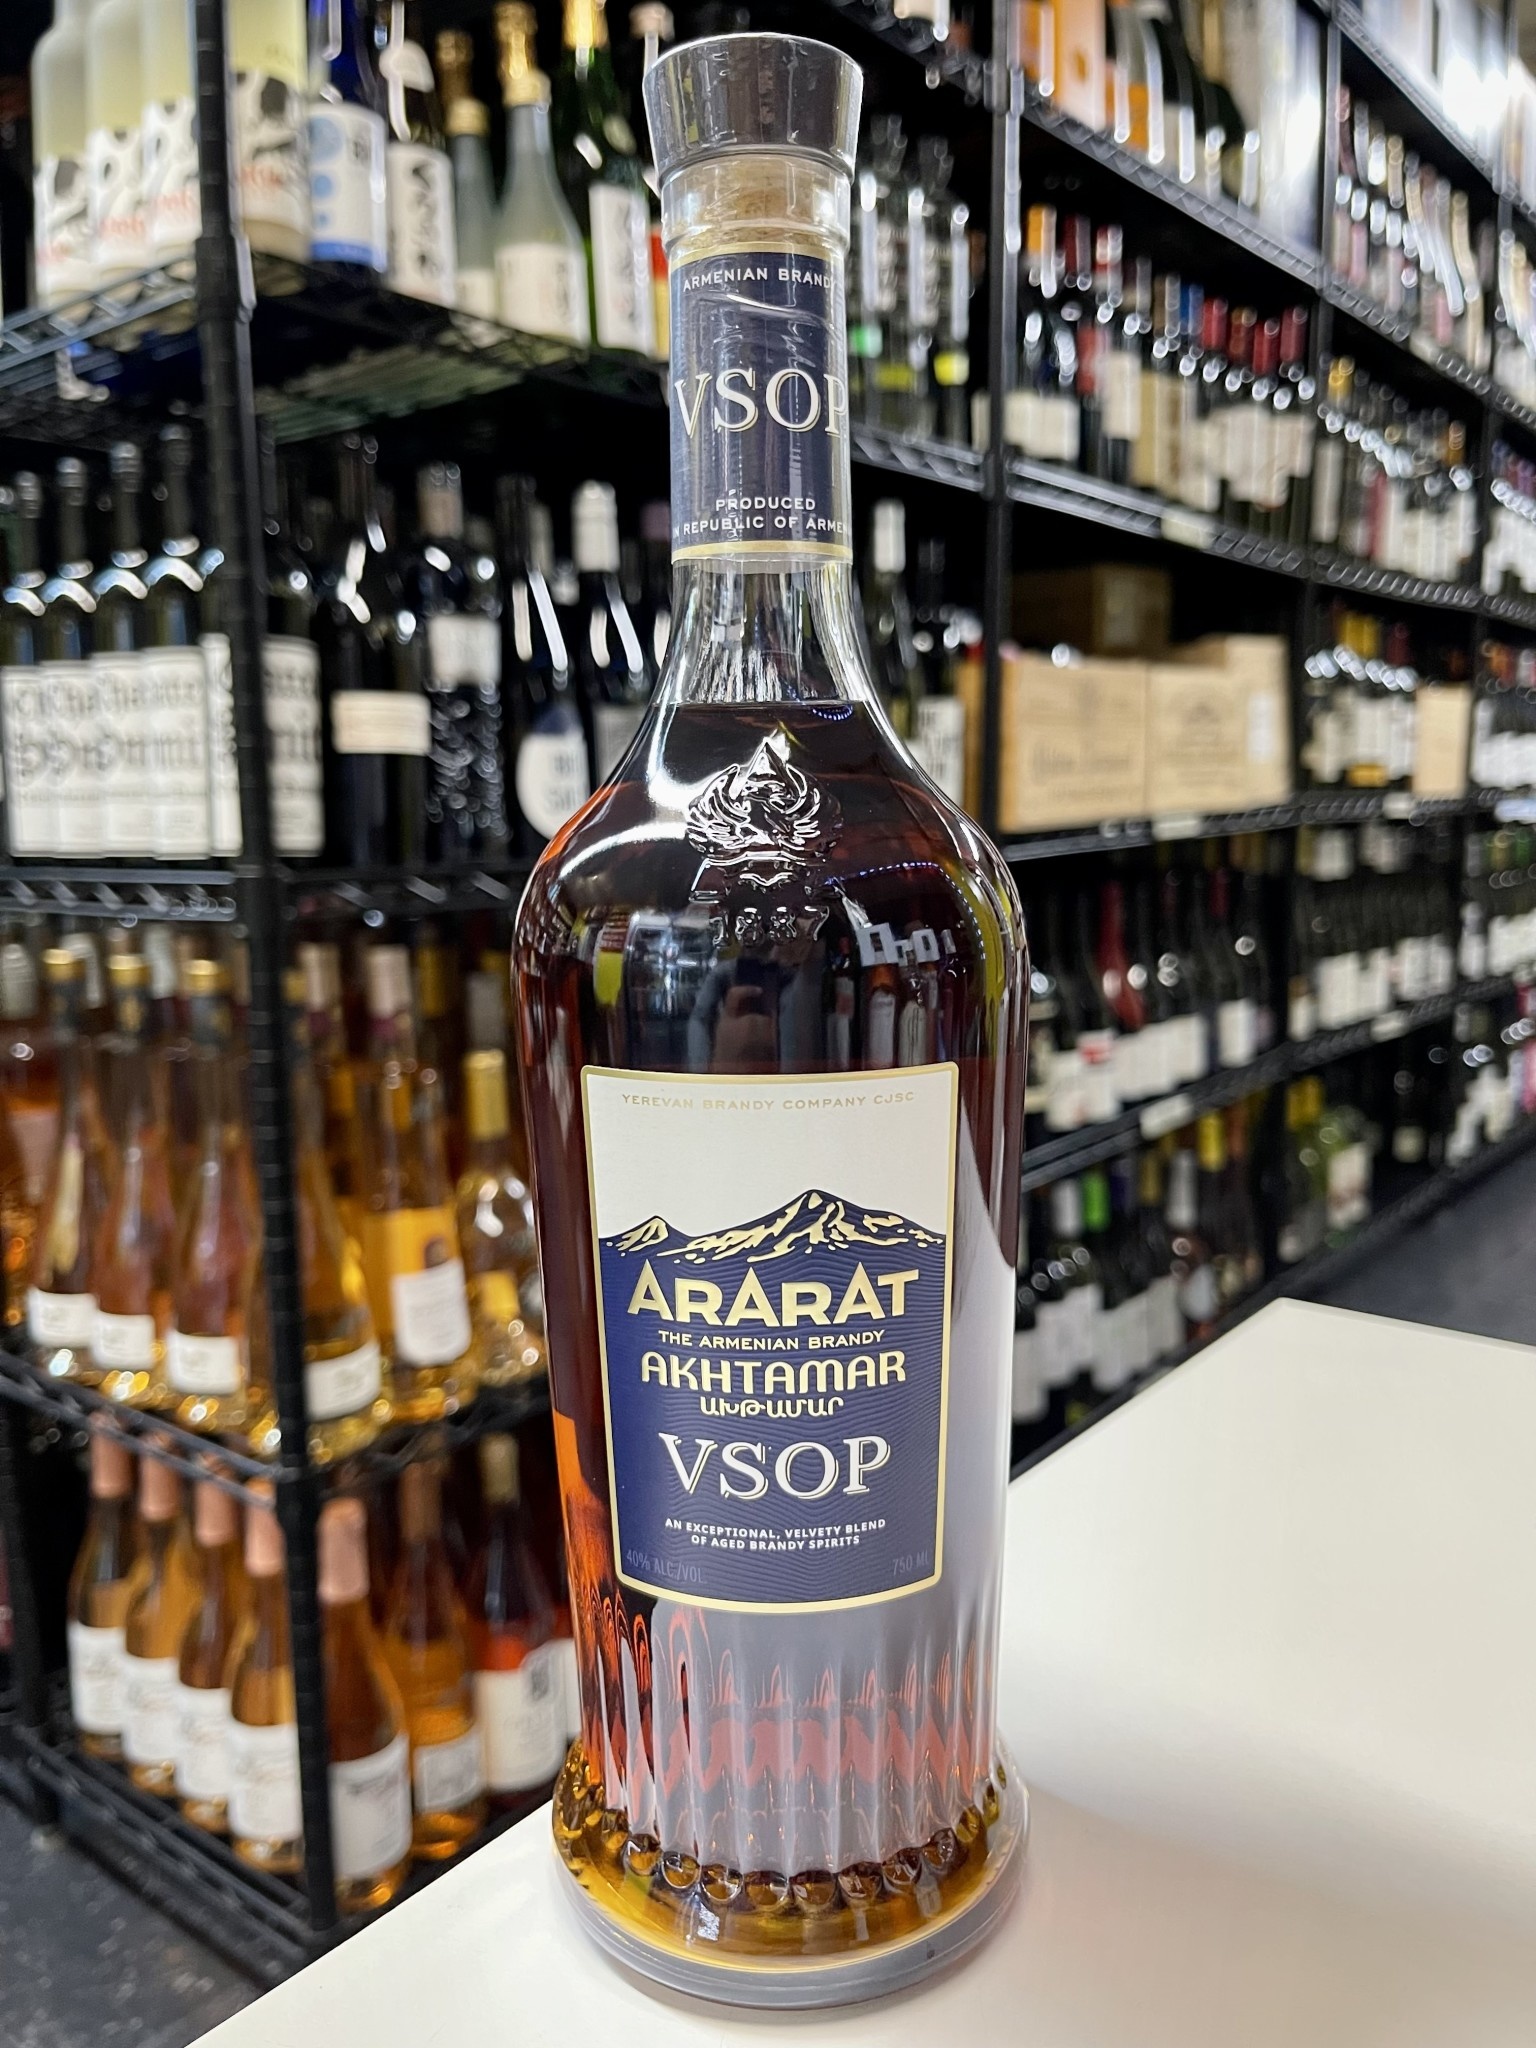 ARMENIAN BRANDY
VSOP
PRODUCED
IN REPUBLIC OF ARMEN
1887
YEREVAN BRANDY COMPANY CJSC
ARARAT
THE ARMENIAN BRANDY
AKHTAMAR
ԱԽԹԱՄԱՐ
VSOP
AN EXCEPTIONAL, VELVETY BLEND
OF AGED BRANDY SPIRITS
40% ALC./VOL 750 ML